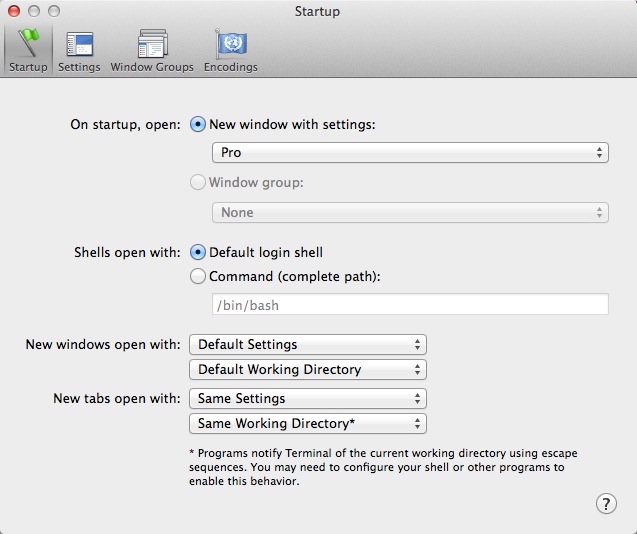 Startup
Startup Settings Window Groups Encodings
On startup, open: New window with settings:
Pro
Window group:
None
Shells open with: Default login shell
Command (complete path):
/bin/bash
New windows open with: Default Settings
Default Working Directory
New tabs open with: Same Settings
Same Working Directory*
* Programs notify Terminal of the current working directory using escape
sequences. You may need to configure your shell or other programs to
enable this behavior.
?